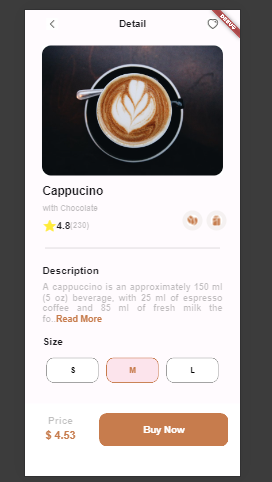 Detail
DEBUG
Cappucino
with Chocolate
4.8(230)
Description
A cappucino is an approximately 150 ml
(5 oz) beverage, with 25 ml of espresso
coffee and 85 ml of fresh milk the
fo..Read More
Size
S M L
Price
$ 4.53
Buy Now